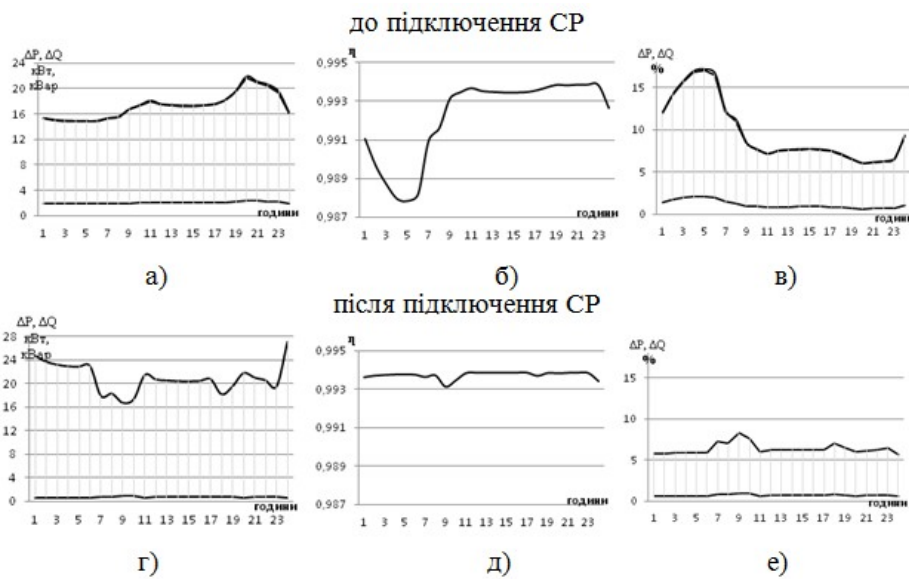 до підключення СР
ΔP, ΔQ
кВт,
кВар
24
20
16
12
8
4
0
години
1 3 5 7 9 11 13 15 17 19 21 23
η
0,995
0,993
0,991
0,989
0,987
години
1 3 5 7 9 11 13 15 17 19 21 23
ΔP, ΔQ
%
15
10
5
0
години
1 3 5 7 9 11 13 15 17 19 21 23
а)
б)
в)
після підключення СР
ΔP, ΔQ
кВт,
кВар
28
24
20
16
12
8
4
0
години
1 3 5 7 9 11 13 15 17 19 21 23
η
0,995
0,993
0,991
0,989
0,987
години
1 3 5 7 9 11 13 15 17 19 21 23
ΔP, ΔQ
%
15
10
5
0
години
1 3 5 7 9 11 13 15 17 19 21 23
г)
д)
е)